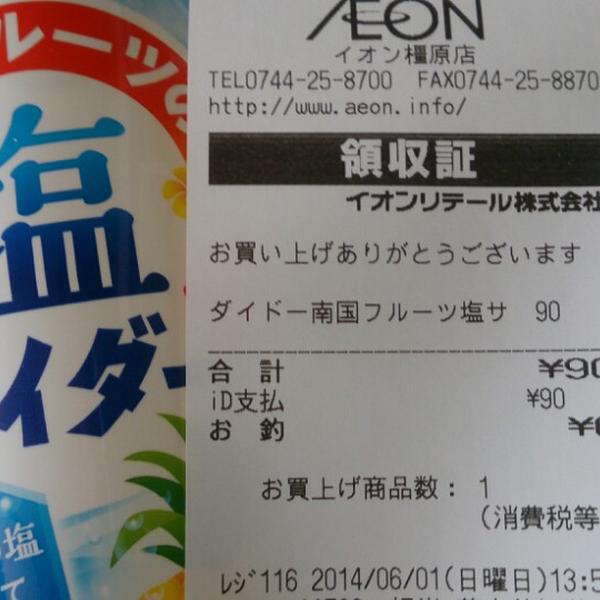 ルーツの
塩
イダー
塩
て
ÆON
イオン橿原店
TEL0744-25-8700 FAX0744-25-8870
http://www.aeon.info/
領収証
イオンリテール株式会社
お買い上げありがとうございます
ダイドー南国フルーツ塩サ 90
合 計 ¥90
iD支払 ¥90
お 釣 ¥0
お買上げ商品数: 1
(消費税等
レジ116 2014/06/01(日曜日)13:5